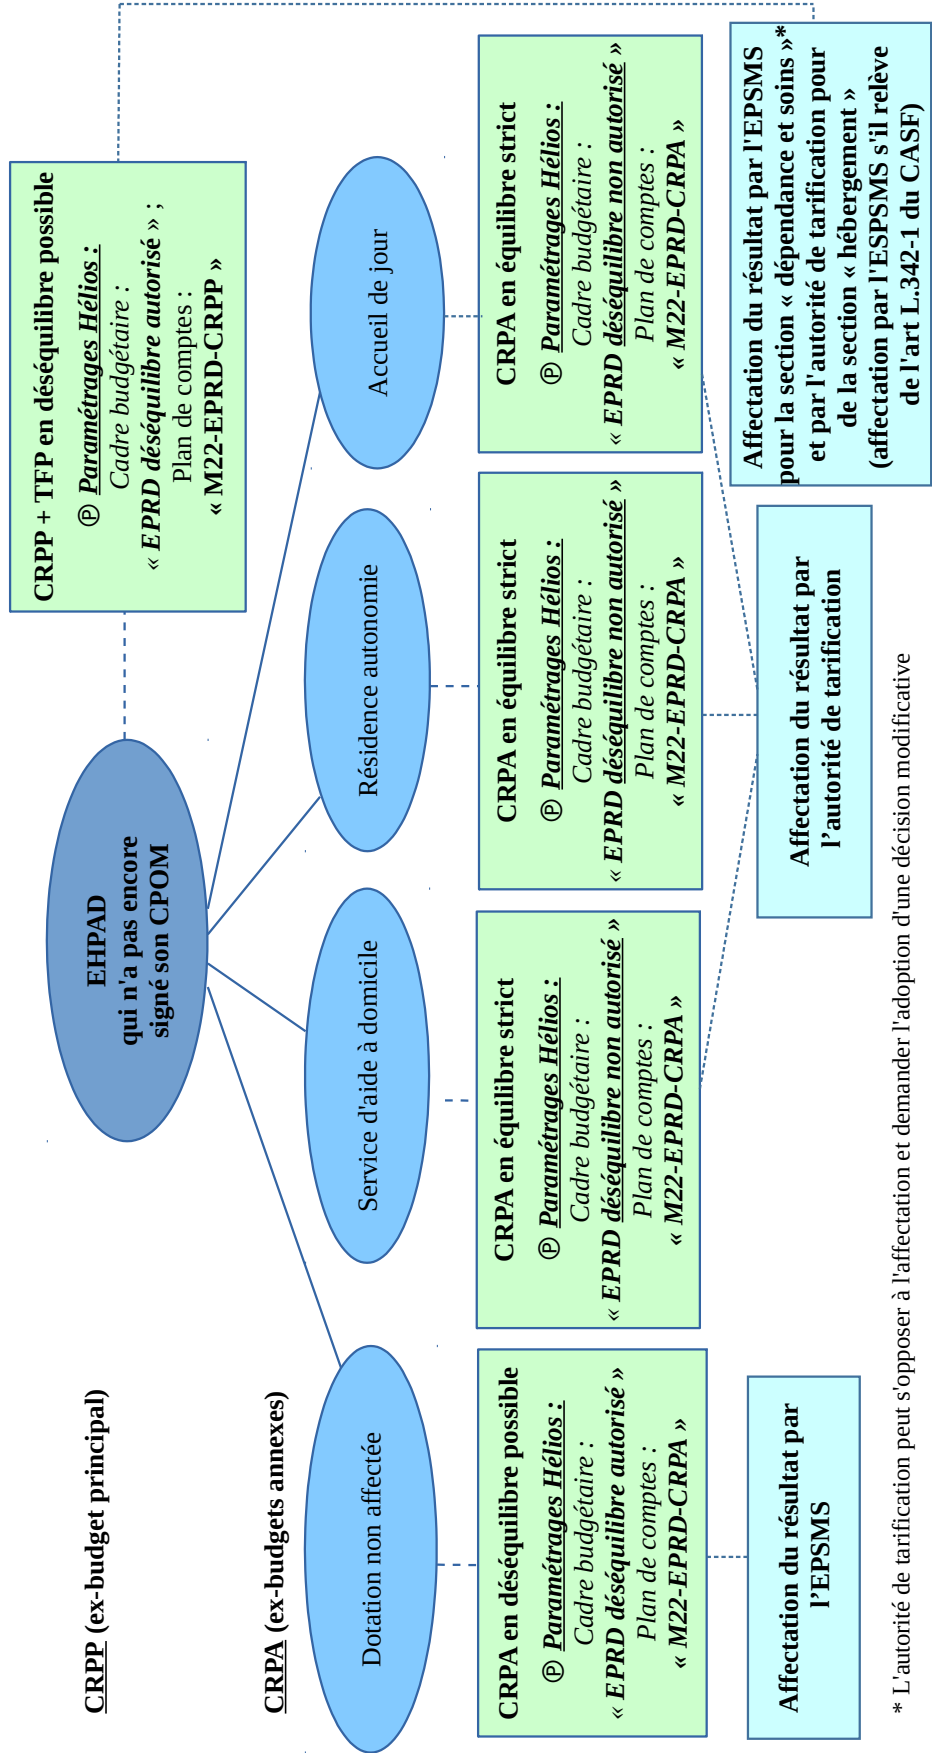 CRPP (ex-budget principal)
EHPAD
qui n'a pas encore
signé son CPOM
CRPP + TFP en déséquilibre possible
Ⓟ Paramétrages Hélios :
Cadre budgétaire :
« EPRD déséquilibre autorisé » ;
Plan de comptes :
« M22-EPRD-CRPP »
CRPA (ex-budgets annexes)
Dotation non affectée
Service d'aide à domicile
Résidence autonomie
Accueil de jour
CRPA en déséquilibre possible
Ⓟ Paramétrages Hélios :
Cadre budgétaire :
« EPRD déséquilibre autorisé »
Plan de comptes :
« M22-EPRD-CRPA »
CRPA en équilibre strict
Ⓟ Paramétrages Hélios :
Cadre budgétaire :
« EPRD déséquilibre non autorisé »
Plan de comptes :
« M22-EPRD-CRPA »
CRPA en équilibre strict
Ⓟ Paramétrages Hélios :
Cadre budgétaire :
« EPRD déséquilibre non autorisé »
Plan de comptes :
« M22-EPRD-CRPA »
CRPA en équilibre strict
Ⓟ Paramétrages Hélios :
Cadre budgétaire :
« EPRD déséquilibre non autorisé »
Plan de comptes :
« M22-EPRD-CRPA »
Affectation du résultat par
l'EPSMS
Affectation du résultat par
l’autorité de tarification
Affectation du résultat par l'EPSMS
pour la section « dépendance et soins »*
et par l'autorité de tarification pour
de la section « hébergement »
(affectation par l'ESPSMS s'il relève
de l'art L.342-1 du CASF)
* L'autorité de tarification peut s'opposer à l'affectation et demander l'adoption d'une décision modificative